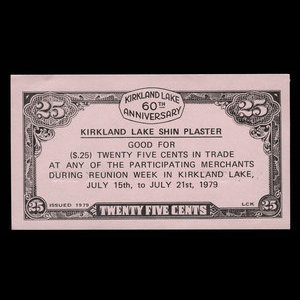 KIRKLAND LAKE
60TH
ANNIVERSARY
25
25
KIRKLAND LAKE SHIN PLASTER
GOOD FOR
($.25) TWENTY FIVE CENTS IN TRADE
AT ANY OF THE PARTICIPATING MERCHANTS
DURING REUNION WEEK IN KIRKLAND LAKE,
JULY 15th, to JULY 21st, 1979
25
ISSUED 1979
TWENTY FIVE CENTS
LCK
25